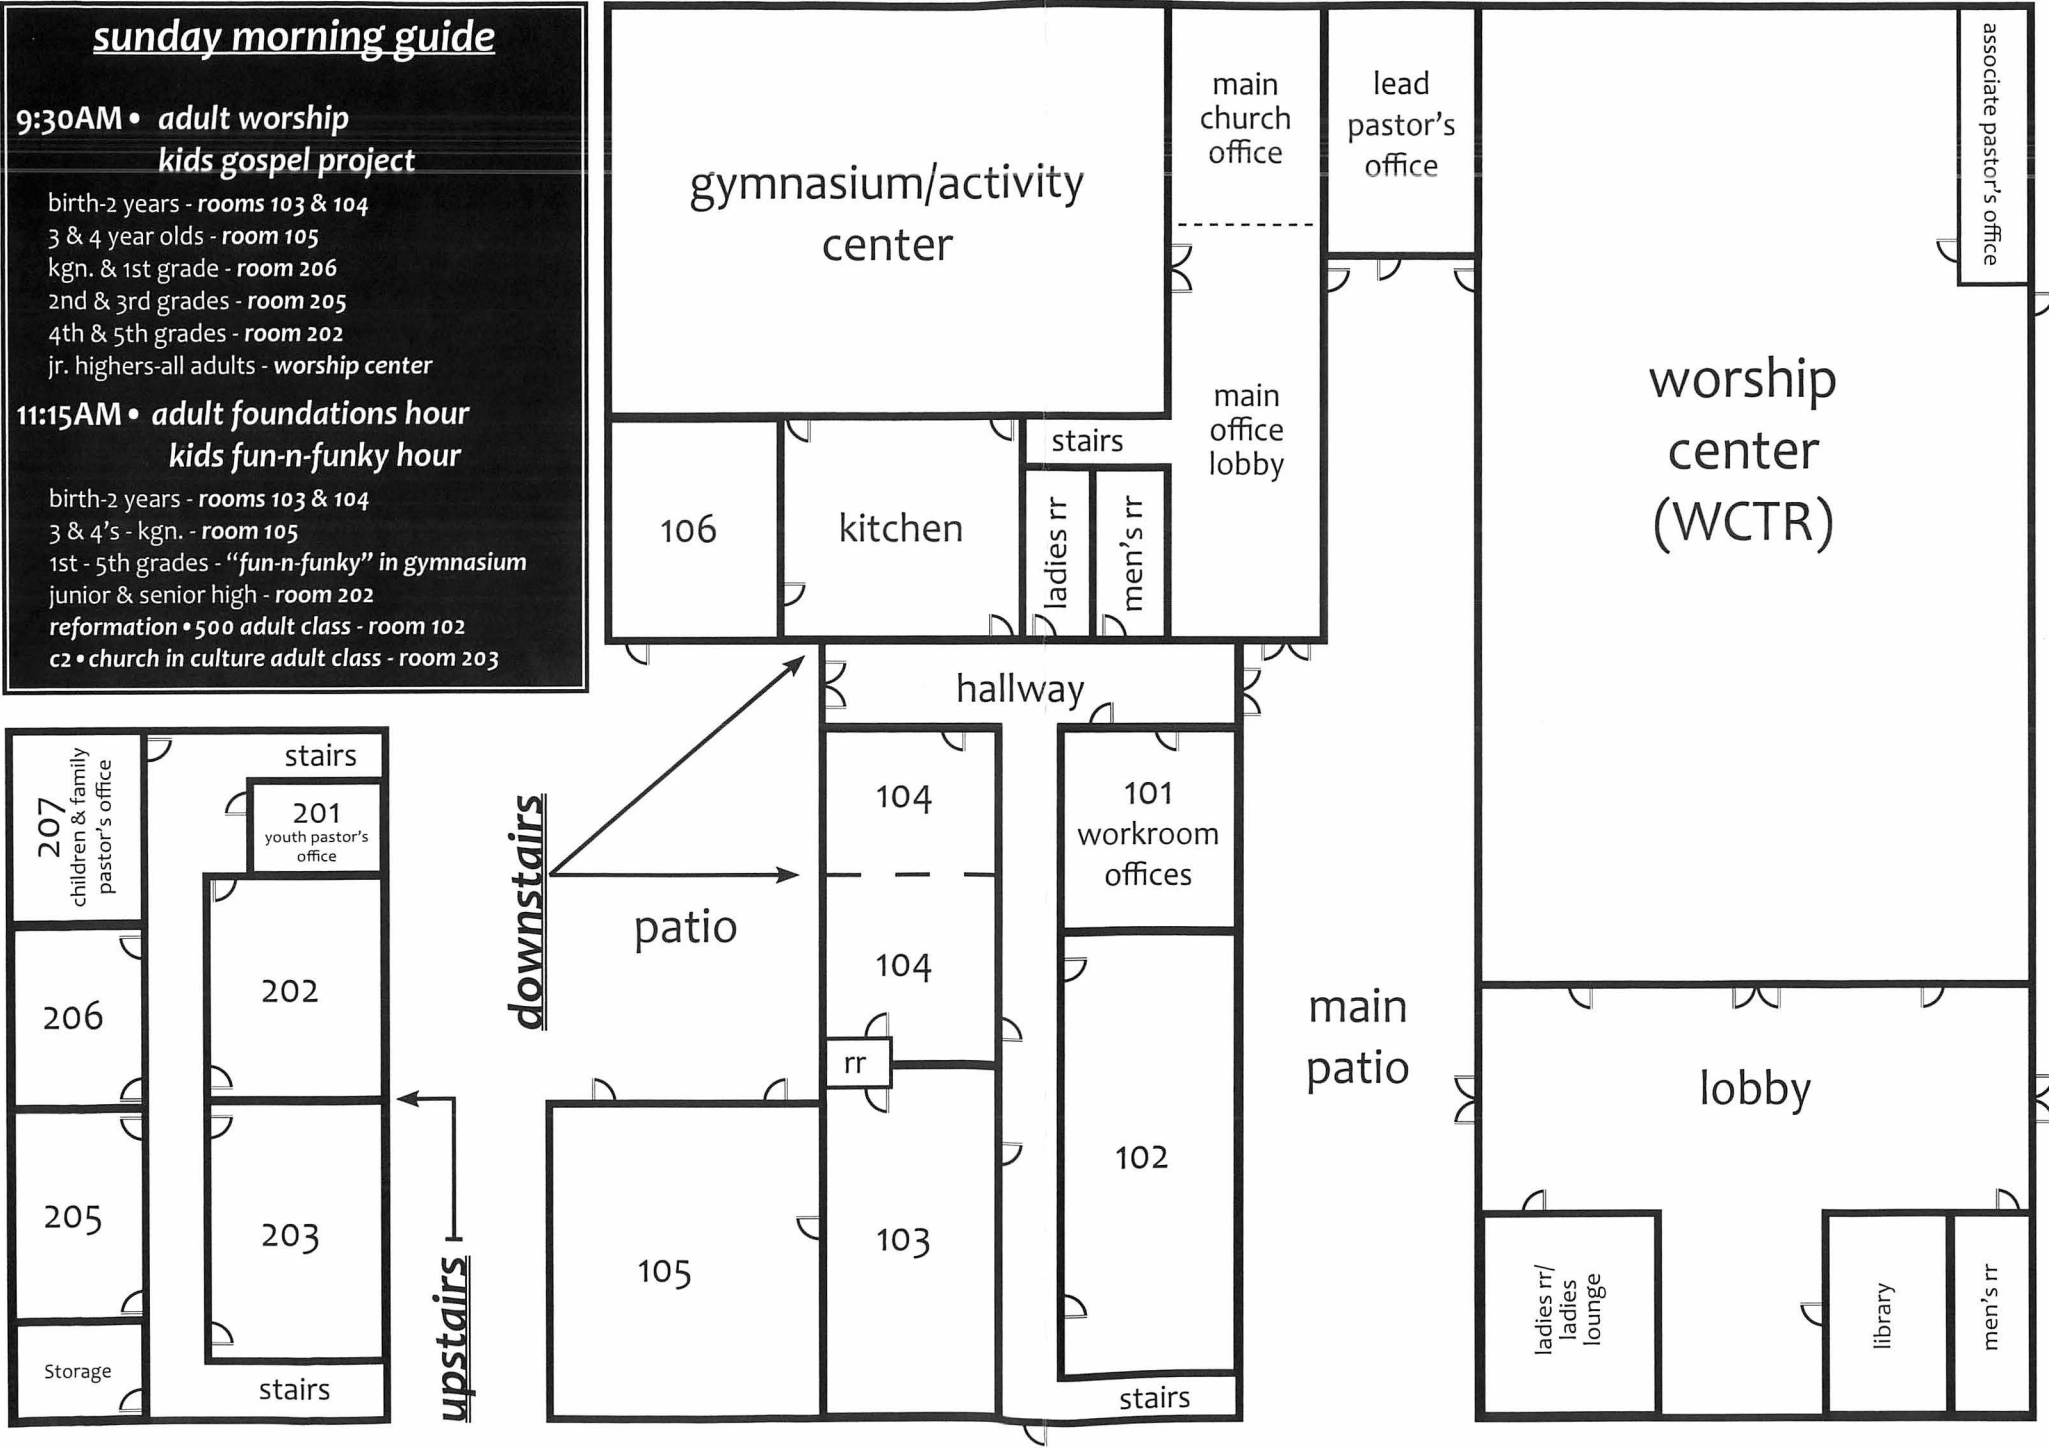 sunday morning guide
9:30AM • adult worship
kids gospel project
birth-2 years - rooms 103 & 104
3 & 4 year olds - room 105
kgn. & 1st grade - room 206
2nd & 3rd grades - room 205
4th & 5th grades - room 202
jr. highers-all adults - worship center
11:15AM • adult foundations hour
kids fun-n-funky hour
birth-2 years - rooms 103 & 104
3 & 4's - kgn. - room 105
1st - 5th grades - "fun-n-funky" in gymnasium
junior & senior high - room 202
reformation • 500 adult class - room 102
c2 • church in culture adult class - room 203
gymnasium/activity
center
main
church
office
lead
pastor's
office
associate pastor's office
main
office
lobby
stairs
106
kitchen
ladies rr
men's rr
worship
center
(WCTR)
hallway
207
children & family
pastor's office
stairs
201
youth pastor's
office
206
202
205
203
Storage
stairs
upstairs
downstairs
patio
104
104
rr
105
103
101
workroom
offices
102
stairs
main
patio
lobby
ladies rr/
ladies
lounge
library
men's rr